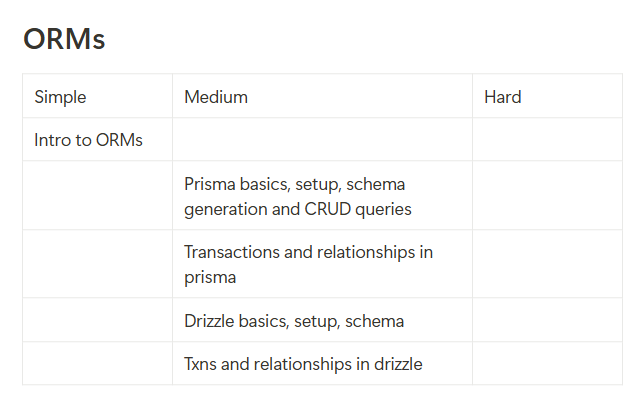 ORMs
Simple
Medium
Hard
Intro to ORMs
Prisma basics, setup, schema
generation and CRUD queries
Transactions and relationships in
prisma
Drizzle basics, setup, schema
Txns and relationships in drizzle